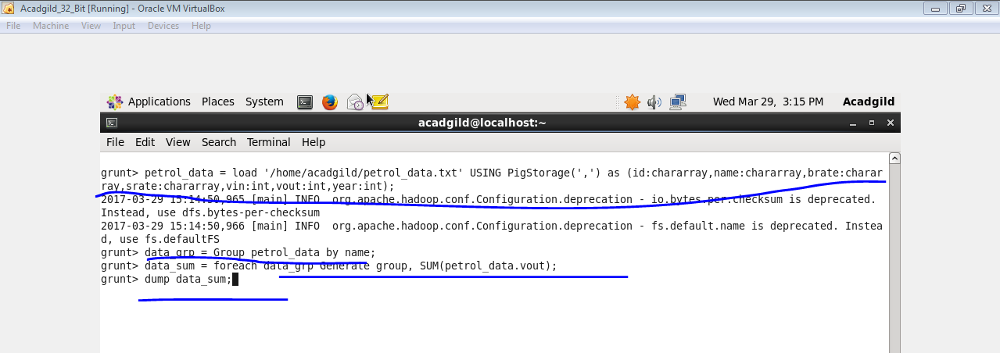 Acadgild_32_Bit [Running] - Oracle VM VirtualBox
File Machine View Input Devices Help
Applications Places System Wed Mar 29, 3:15 PM Acadgild
acadgild@localhost:~
File Edit View Search Terminal Help
grunt> petrol_data = load '/home/acadgild/petrol_data.txt' USING PigStorage(',') as (id:chararray,name:chararray,brate:charar
ray,srate:chararray,vin:int,vout:int,year:int);
2017-03-29 15:14:50,965 [main] INFO  org.apache.hadoop.conf.Configuration.deprecation - io.bytes.per.checksum is deprecated.
Instead, use dfs.bytes-per-checksum
2017-03-29 15:14:50,966 [main] INFO  org.apache.hadoop.conf.Configuration.deprecation - fs.default.name is deprecated. Instea
d, use fs.defaultFS
grunt> data_grp = Group petrol_data by name;
grunt> data_sum = foreach data_grp Generate group, SUM(petrol_data.vout);
grunt> dump data_sum;